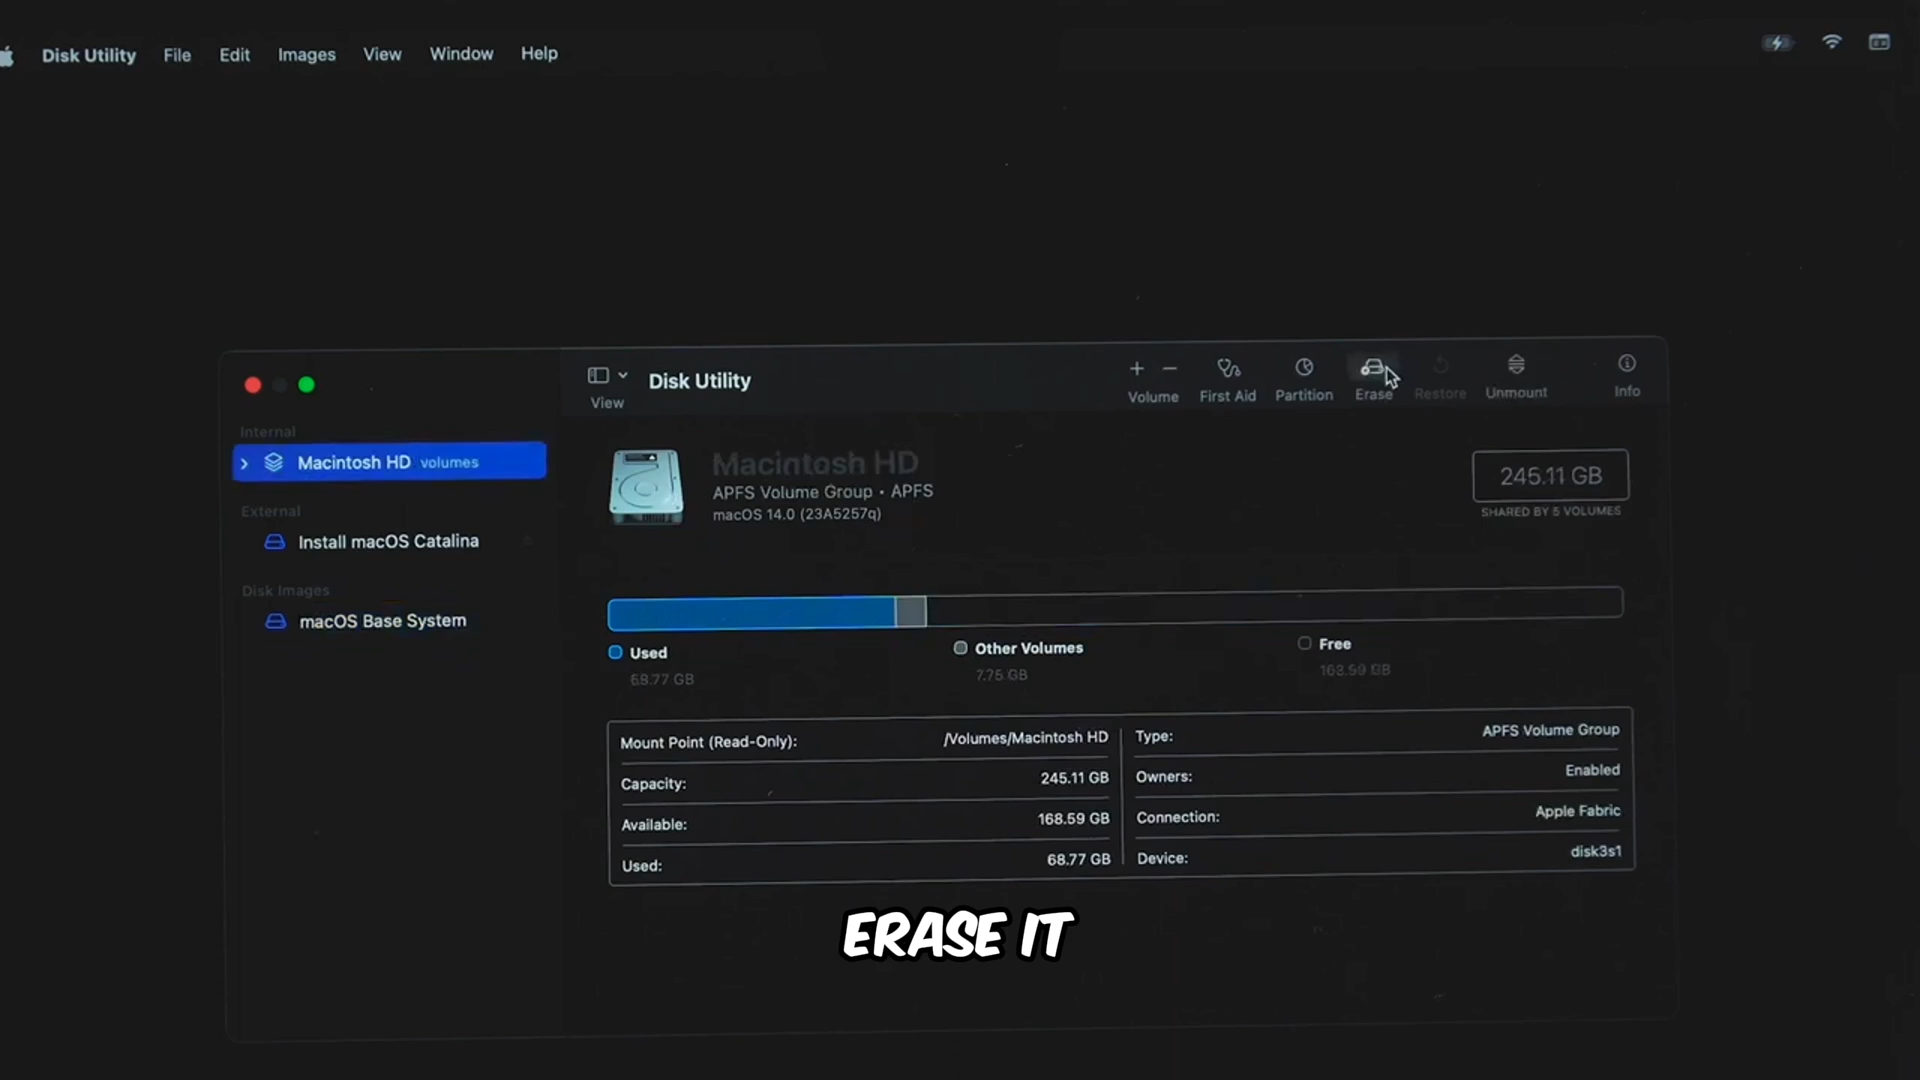 Disk Utility File Edit Images View Window Help
View
Disk Utility
Volume First Aid Partition Erase Restore Unmount Info
Internal
Macintosh HD volumes
External
Install macOS Catalina
Disk Images
macOS Base System
Macintosh HD
APFS Volume Group • APFS
macOS 14.0 (23A5257q)
245.11 GB
SHARED BY 5 VOLUMES
Used
68.77 GB
Other Volumes
7.75 GB
Free
168.59 GB
Mount Point (Read-Only): /Volumes/Macintosh HD
Capacity: 245.11 GB
Available: 168.59 GB
Used: 68.77 GB
Type: APFS Volume Group
Owners: Enabled
Connection: Apple Fabric
Device: disk3s1
ERASE IT